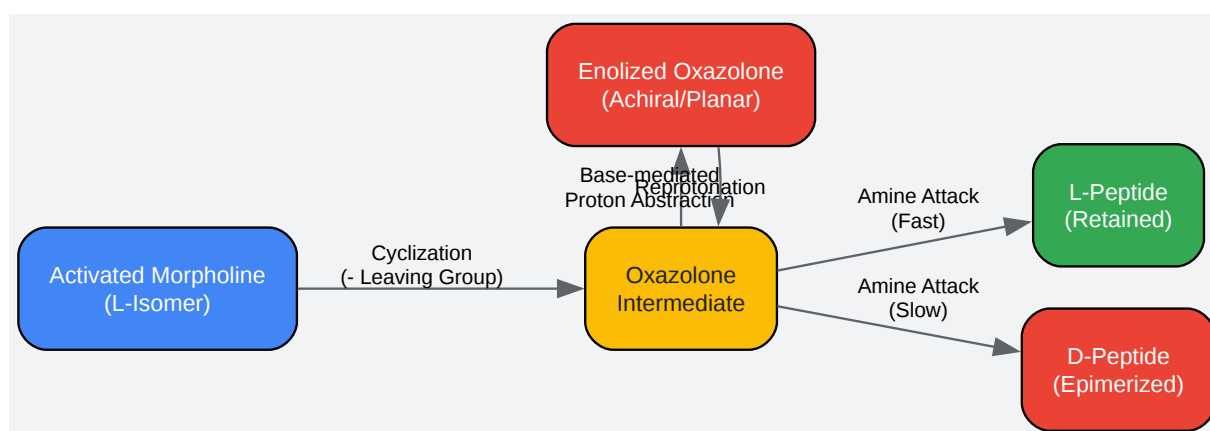 Enolized Oxazolone
(Achiral/Planar)
Base-mediated
Proton Abstraction
Reprotonation
Amine Attack
(Fast)
L-Peptide
(Retained)
Activated Morpholine
(L-Isomer)
Cyclization
(- Leaving Group)
Oxazolone
Intermediate
Amine Attack
(Slow)
D-Peptide
(Epimerized)